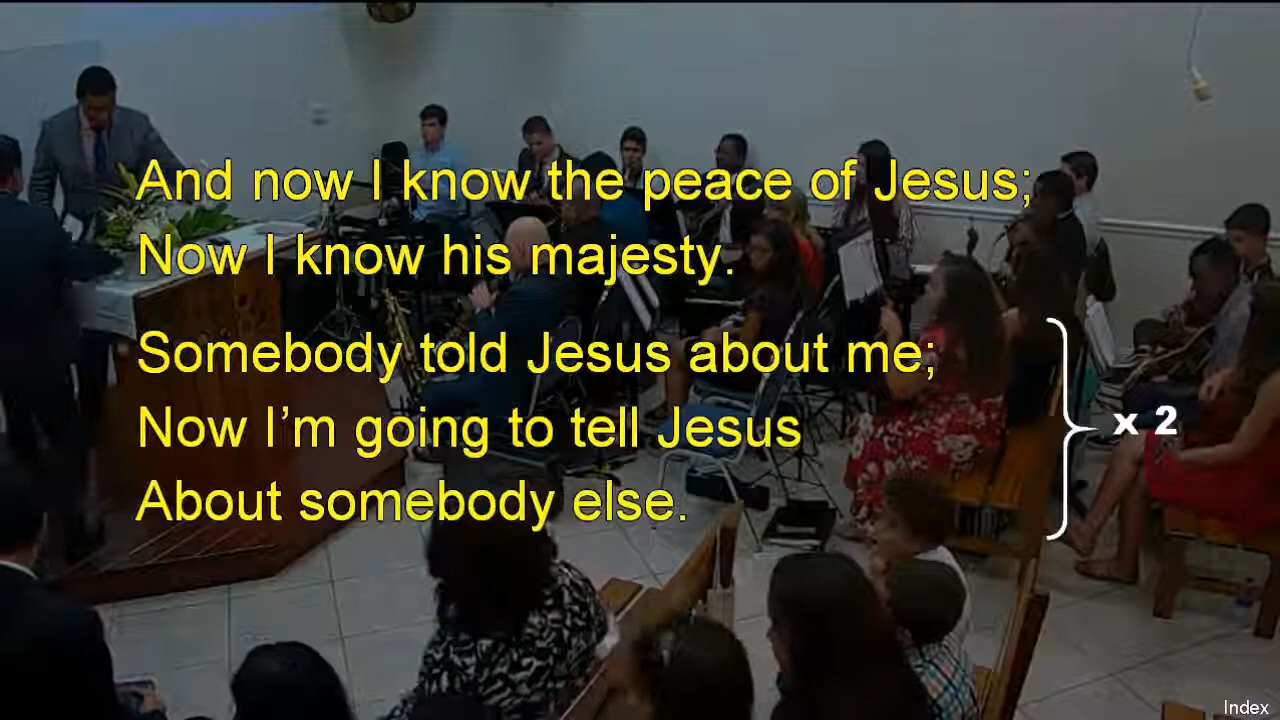 And now I know the peace of Jesus;
Now I know his majesty.
Somebody told Jesus about me;
Now I’m going to tell Jesus
x 2
About somebody else.
Index